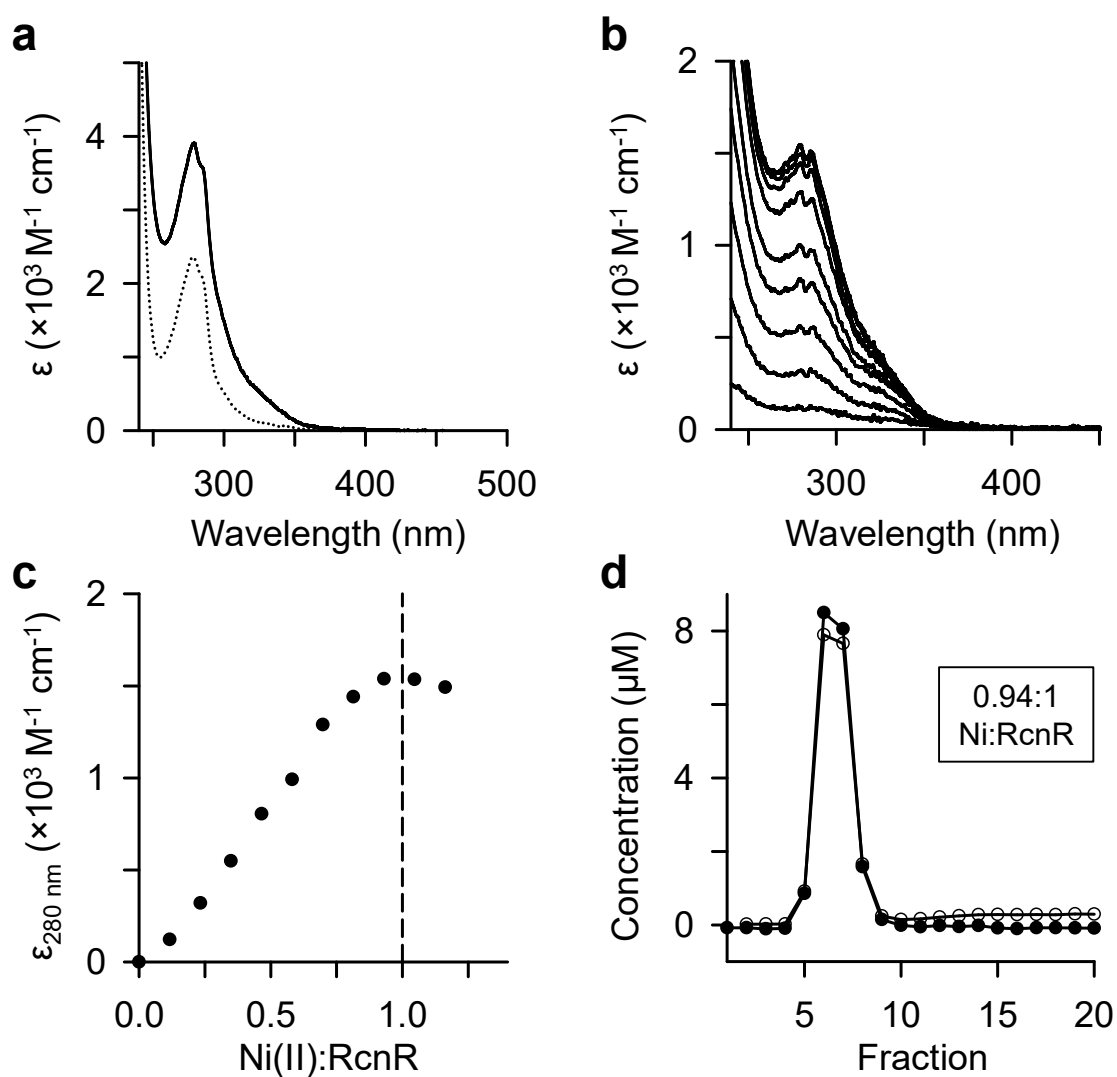 a
ε (×10³ M⁻¹ cm⁻¹)
4
2
0
300
400
500
Wavelength (nm)
b
ε (×10³ M⁻¹ cm⁻¹)
2
1
0
300
400
Wavelength (nm)
c
ε280 nm (×10³ M⁻¹ cm⁻¹)
2
1
0
0.0
0.5
1.0
Ni(II):RcnR
d
Concentration (µM)
8
4
0
0.94:1
Ni:RcnR
5
10
15
20
Fraction